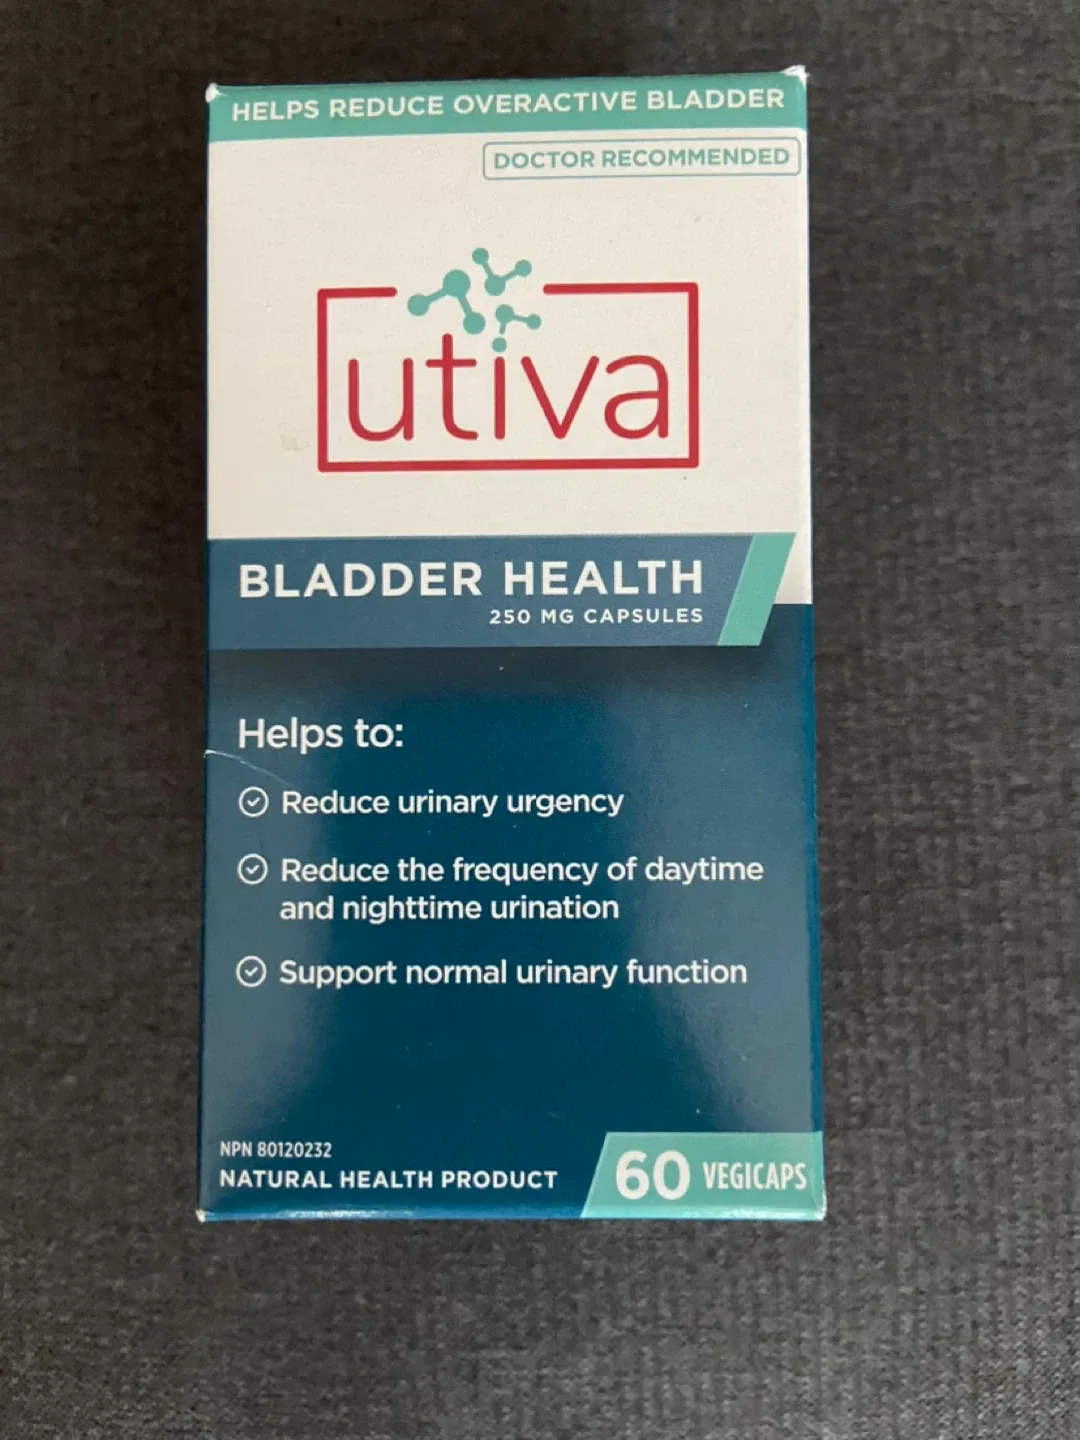 HELPS REDUCE OVERACTIVE BLADDER
DOCTOR RECOMMENDED
utiva
BLADDER HEALTH
250 MG CAPSULES
Helps to:
Reduce urinary urgency
Reduce the frequency of daytime
and nighttime urination
Support normal urinary function
NPN 80120232
NATURAL HEALTH PRODUCT
60 VEGICAPS